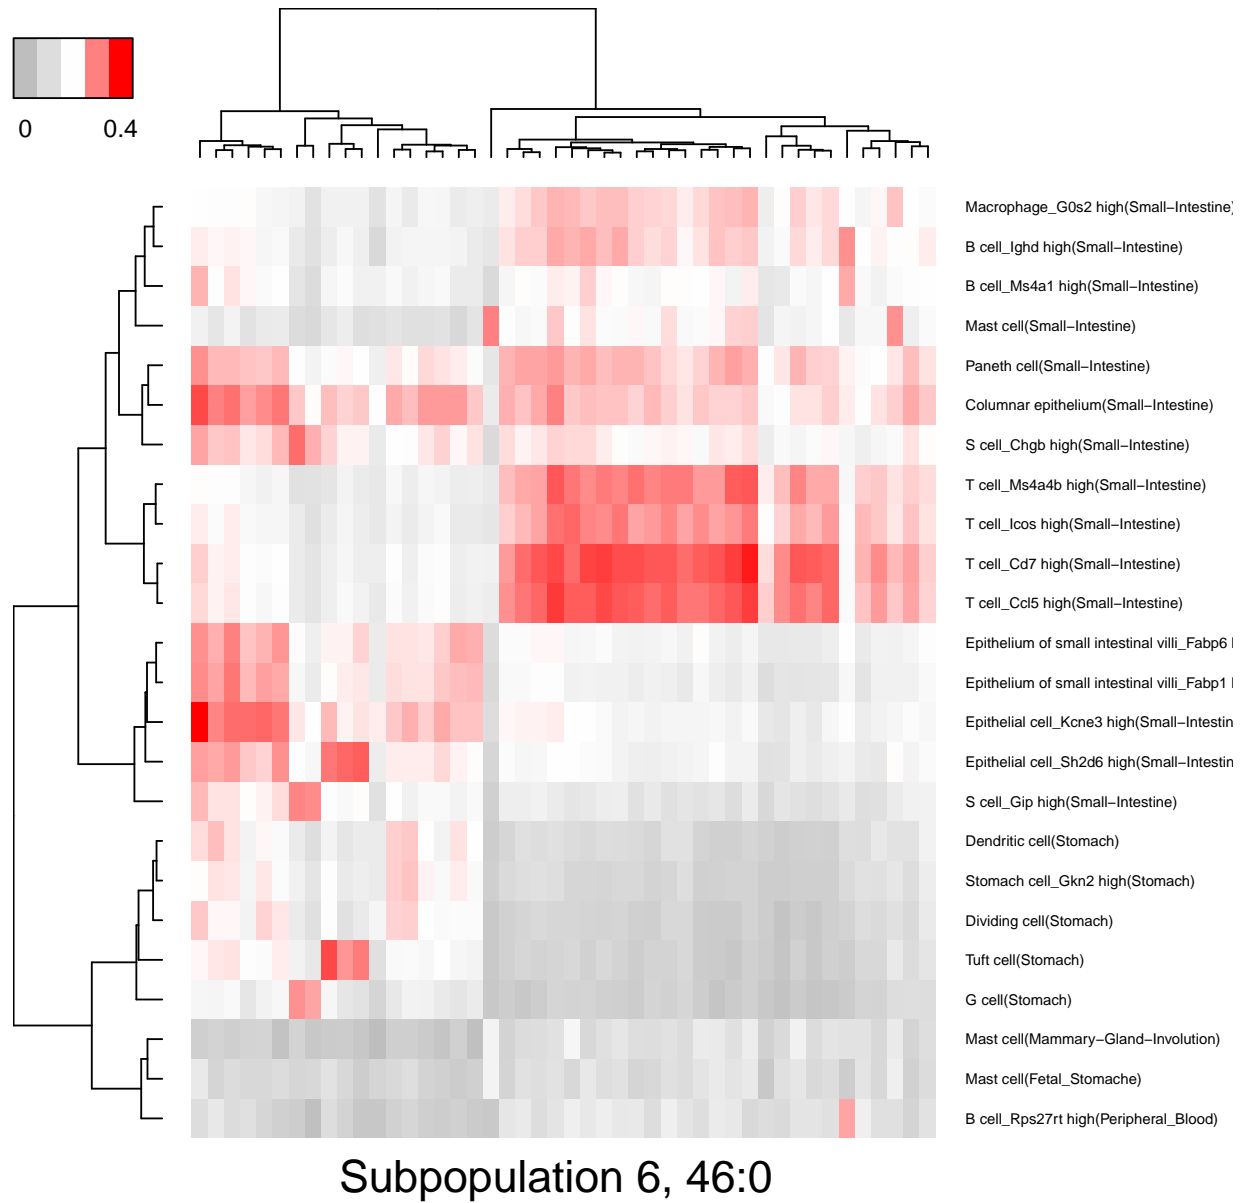 0 0.4
Macrophage_G0s2 high(Small−Intestine)
B cell_Ighd high(Small−Intestine)
B cell_Ms4a1 high(Small−Intestine)
Mast cell(Small−Intestine)
Paneth cell(Small−Intestine)
Columnar epithelium(Small−Intestine)
S cell_Chgb high(Small−Intestine)
T cell_Ms4a4b high(Small−Intestine)
T cell_Icos high(Small−Intestine)
T cell_Cd7 high(Small−Intestine)
T cell_Ccl5 high(Small−Intestine)
Epithelium of small intestinal villi_Fabp6
Epithelium of small intestinal villi_Fabp1
Epithelial cell_Kcne3 high(Small−Intestin
Epithelial cell_Sh2d6 high(Small−Intestin
S cell_Gip high(Small−Intestine)
Dendritic cell(Stomach)
Stomach cell_Gkn2 high(Stomach)
Dividing cell(Stomach)
Tuft cell(Stomach)
G cell(Stomach)
Mast cell(Mammary−Gland−Involution)
Mast cell(Fetal_Stomache)
B cell_Rps27rt high(Peripheral_Blood)
Subpopulation 6, 46:0